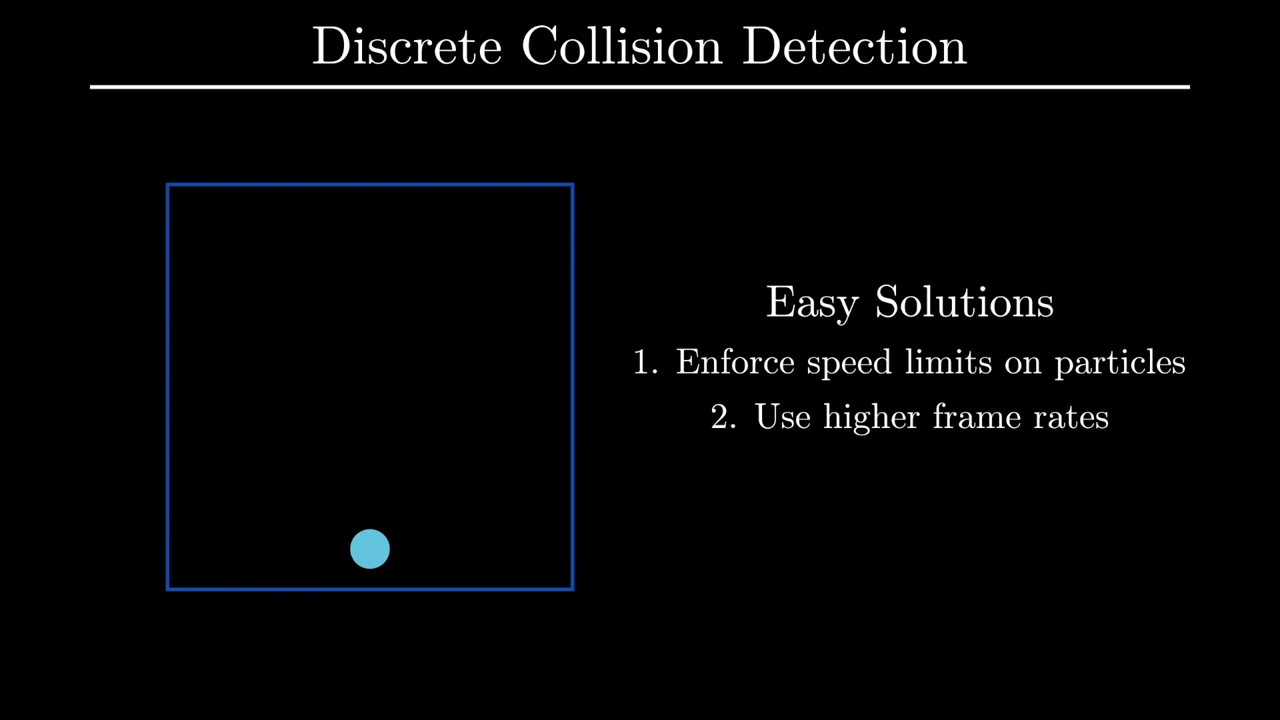 Discrete Collision Detection
Easy Solutions
1. Enforce speed limits on particles
2. Use higher frame rates